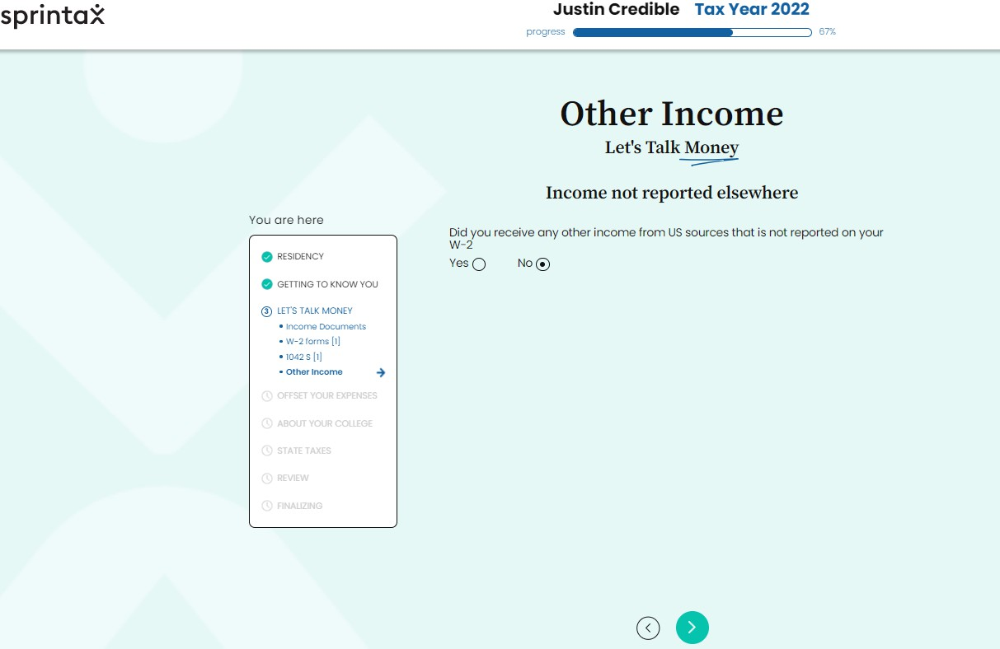 sprintax
Justin Credible Tax Year 2022
progress 67%
Other Income
Let's Talk Money
Income not reported elsewhere
You are here
RESIDENCY
GETTING TO KNOW YOU
3 LET'S TALK MONEY
• Income Documents
• W-2 forms [1]
• 1042 S [1]
• Other Income
OFFSET YOUR EXPENSES
ABOUT YOUR COLLEGE
STATE TAXES
REVIEW
FINALIZING
Did you receive any other income from US sources that is not reported on your
W-2
Yes No